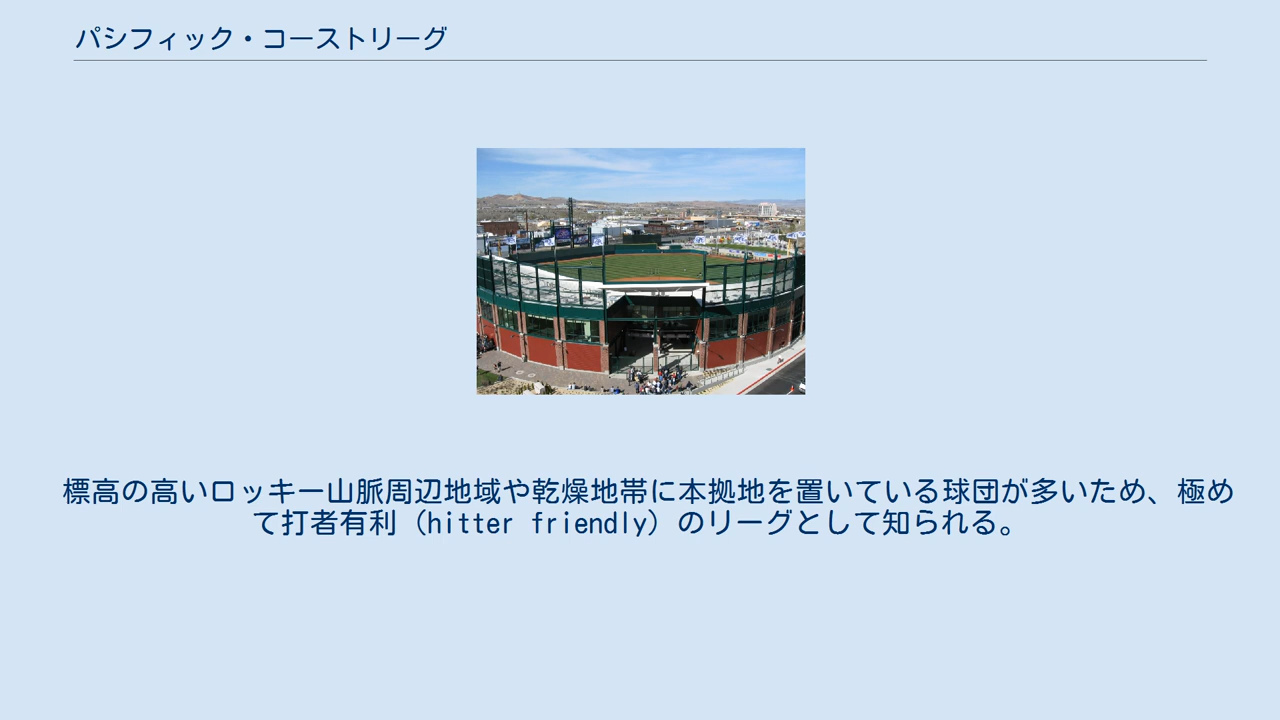 パシフィック・コーストリーグ
標高の高いロッキー山脈周辺地域や乾燥地帯に本拠地を置いている球団が多いため、極め
て打者有利（hitter friendly）のリーグとして知られる。